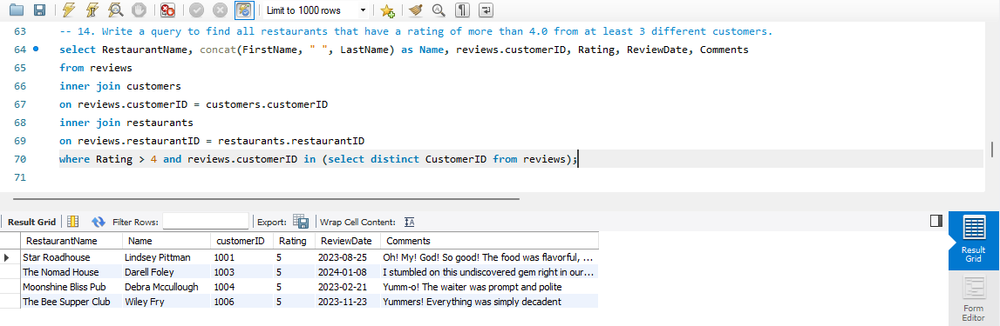 Limit to 1000 rows
63 -- 14. Write a query to find all restaurants that have a rating of more than 4.0 from at least 3 different customers.
64 select RestaurantName, concat(FirstName, " ", LastName) as Name, reviews.customerID, Rating, ReviewDate, Comments
65 from reviews
66 inner join customers
67 on reviews.customerID = customers.customerID
68 inner join restaurants
69 on reviews.restaurantID = restaurants.restaurantID
70 where Rating > 4 and reviews.customerID in (select distinct CustomerID from reviews);
71
Result Grid Filter Rows: Export: Wrap Cell Content: IA
RestaurantName Name customerID Rating ReviewDate Comments
Star Roadhouse Lindsey Pittman 1001 5 2023-08-25 Oh! My! God! So good! The food was flavorful, ...
The Nomad House Darell Foley 1003 5 2024-01-08 I stumbled on this undiscovered gem right in our...
Moonshine Bliss Pub Debra Mccullough 1004 5 2023-02-21 Yumm-o! The waiter was prompt and polite
The Bee Supper Club Wiley Fry 1006 5 2023-11-23 Yummers! Everything was simply decadent
Result
Grid
Form
Editor